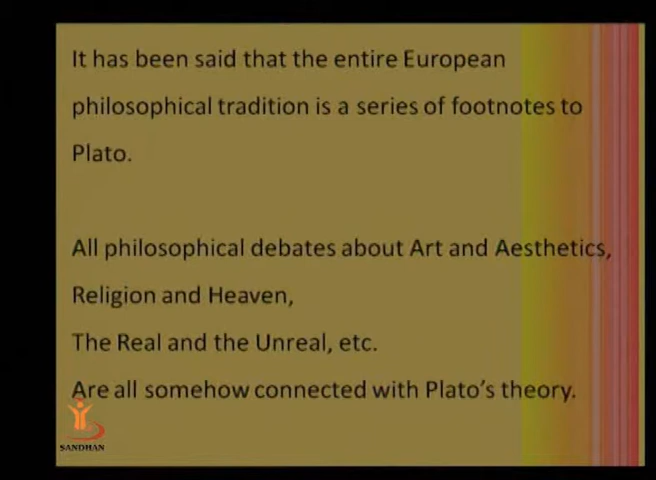 It has been said that the entire European
philosophical tradition is a series of footnotes to
Plato.
All philosophical debates about Art and Aesthetics,
Religion and Heaven,
The Real and the Unreal, etc.
Are all somehow connected with Plato's theory.
SANDHAN